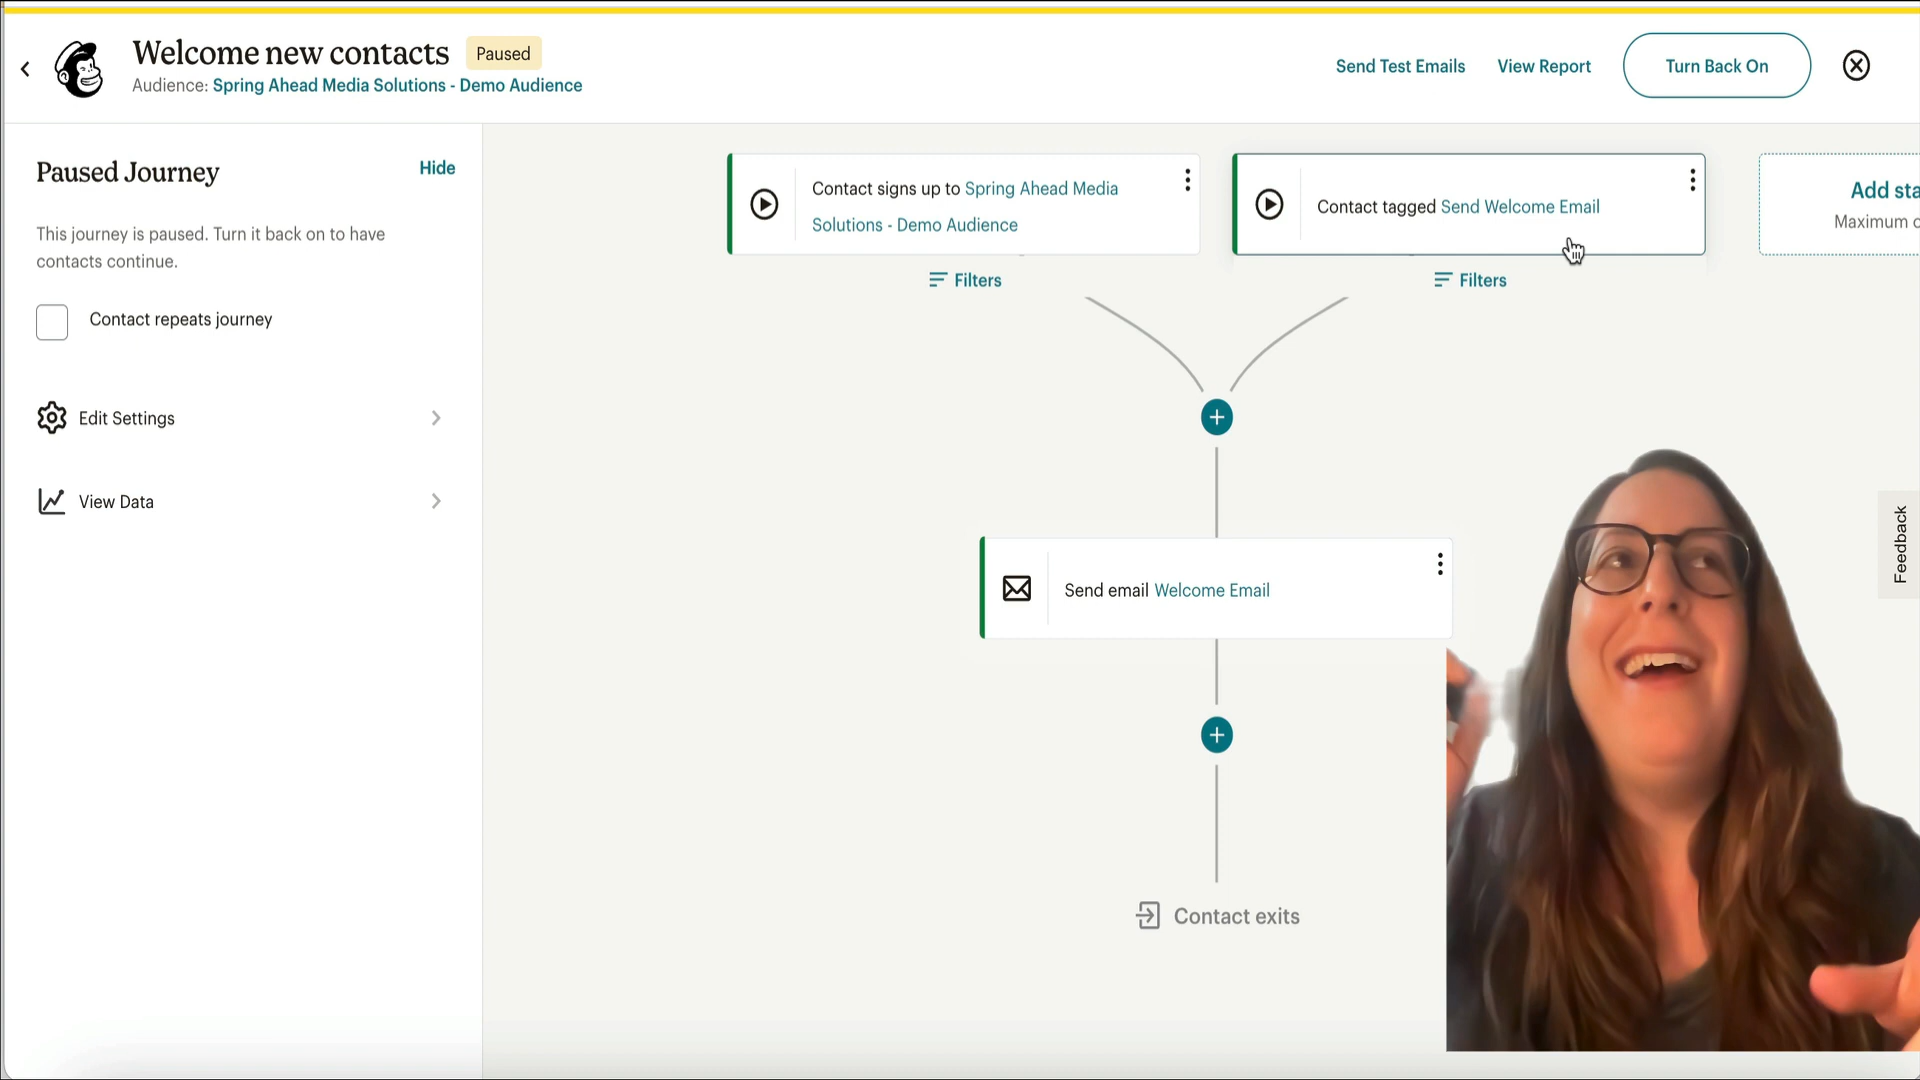 Welcome new contacts
Paused
Audience: Spring Ahead Media Solutions - Demo Audience
Send Test Emails
View Report
Turn Back On
Paused Journey
Hide
This journey is paused. Turn it back on to have
contacts continue.
Contact repeats journey
Edit Settings
View Data
Contact signs up to Spring Ahead Media
Solutions - Demo Audience
Filters
Contact tagged Send Welcome Email
Filters
Add
Maximum
Send email Welcome Email
Contact exits
Feedback